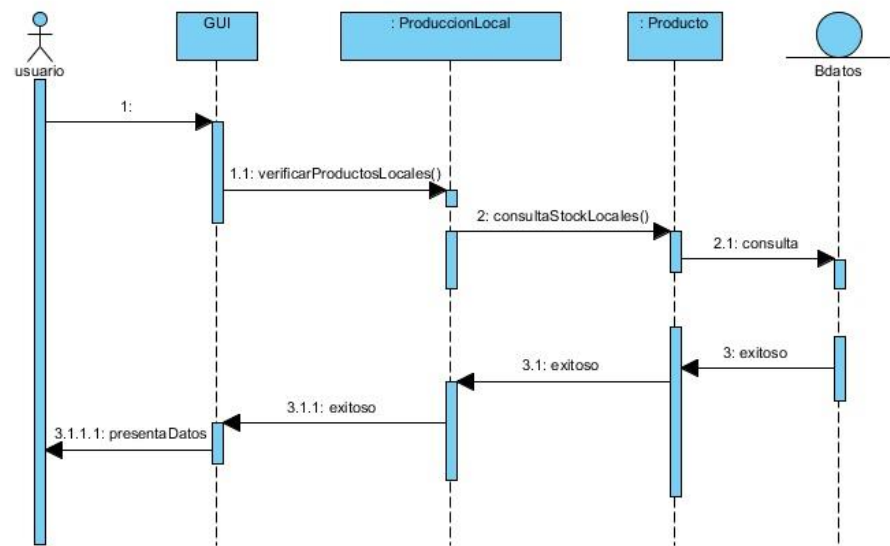 GUI
: ProduccionLocal
: Producto
usuario
Bdatos
1:
1.1: verificarProductosLocales()
2: consultaStockLocales()
2.1: consulta
3: exitoso
3.1: exitoso
3.1.1: exitoso
3.1.1.1: presentaDatos